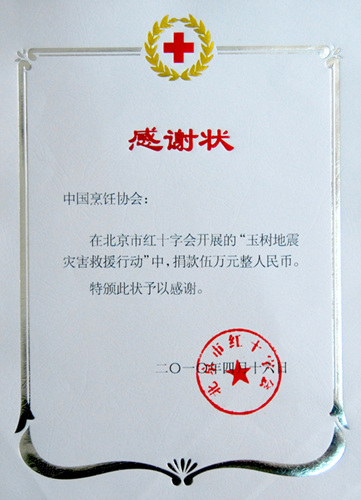 感谢状
中国烹饪协会：
在北京市红十字会开展的“玉树地震
灾害救援行动”中，捐款伍万元整人民币。
特颁此状予以感谢。
北京市红十字会
二〇一〇年四月十六日